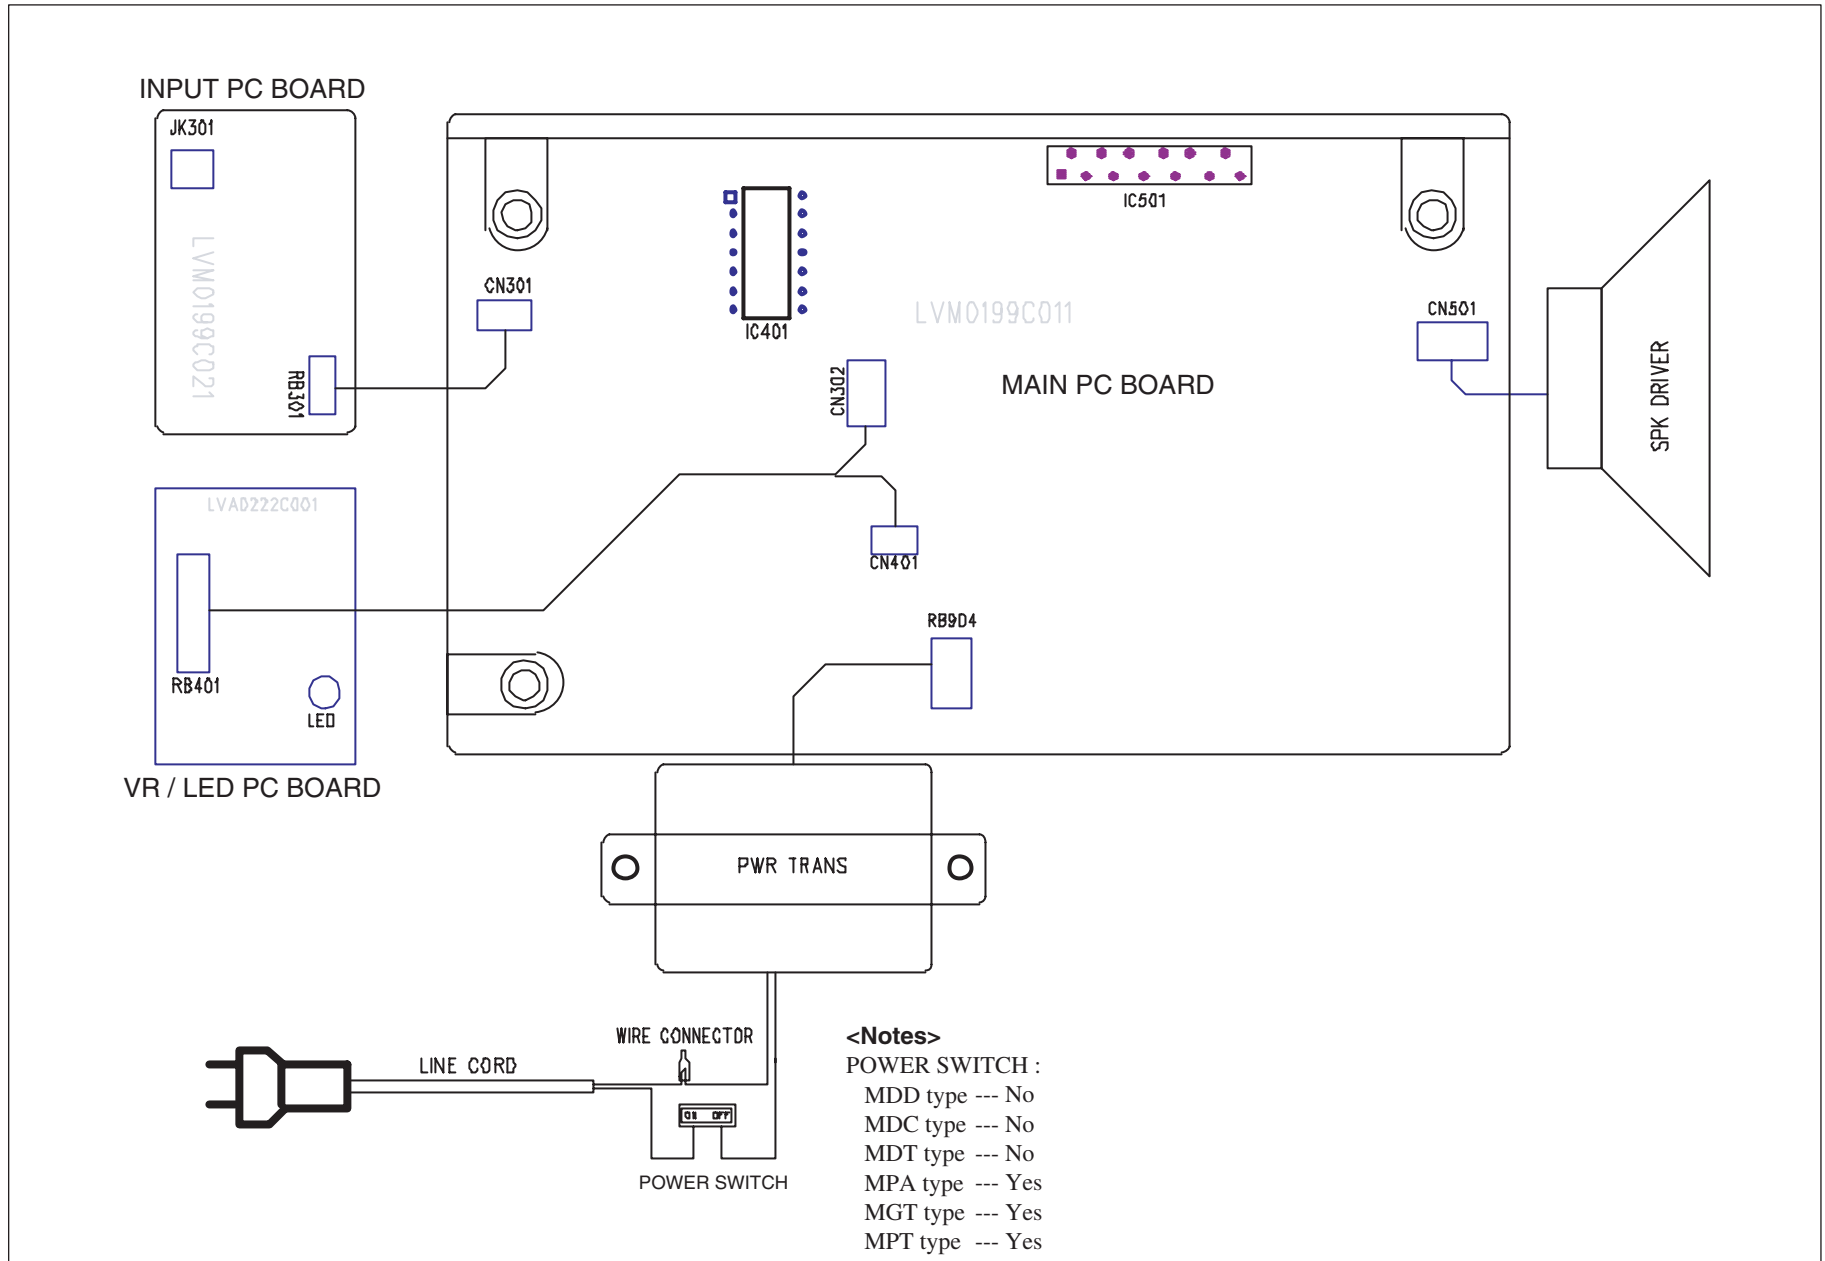 INPUT PC BOARD
JK301
LVM0199C021
RB301
CN301
IC401
IC501
LVM0199C011
CN302
MAIN PC BOARD
CN501
SPK DRIVER
CN401
LVAD222C001
RB401
LED
VR / LED PC BOARD
RB9D4
PWR TRANS
LINE CORD
WIRE CONNECTOR
ON OFF
POWER SWITCH
<Notes>
POWER SWITCH :
MDD type --- No
MDC type --- No
MDT type --- No
MPA type --- Yes
MGT type --- Yes
MPT type --- Yes